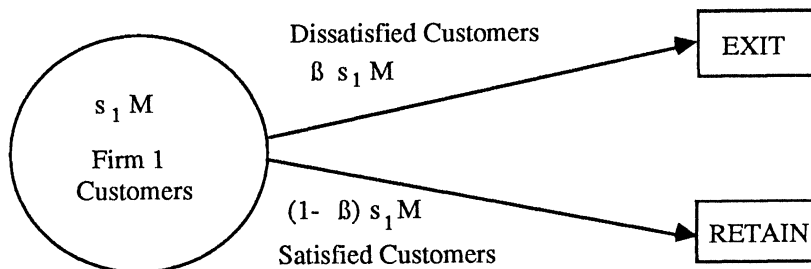 Dissatisfied Customers
ß s₁ M
EXIT
s₁ M
Firm 1
Customers
(1- ß) s₁M
Satisfied Customers
RETAIN